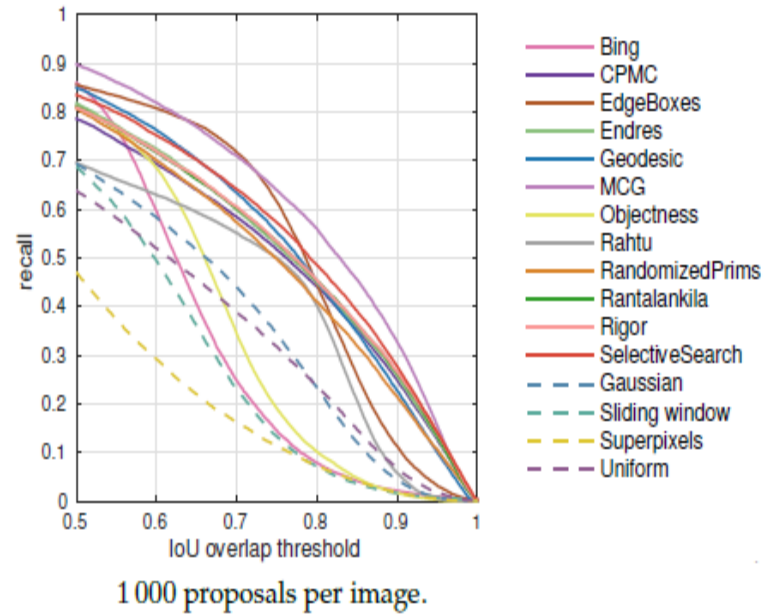 1
0.9
0.8
0.7
0.6
0.5
0.4
0.3
0.2
0.1
0
recall
0.5 0.6 0.7 0.8 0.9 1
IoU overlap threshold
Bing
CPMC
EdgeBoxes
Endres
Geodesic
MCG
Objectness
Rahtu
RandomizedPrims
Rantalankila
Rigor
SelectiveSearch
Gaussian
Sliding window
Superpixels
Uniform
1 000 proposals per image.